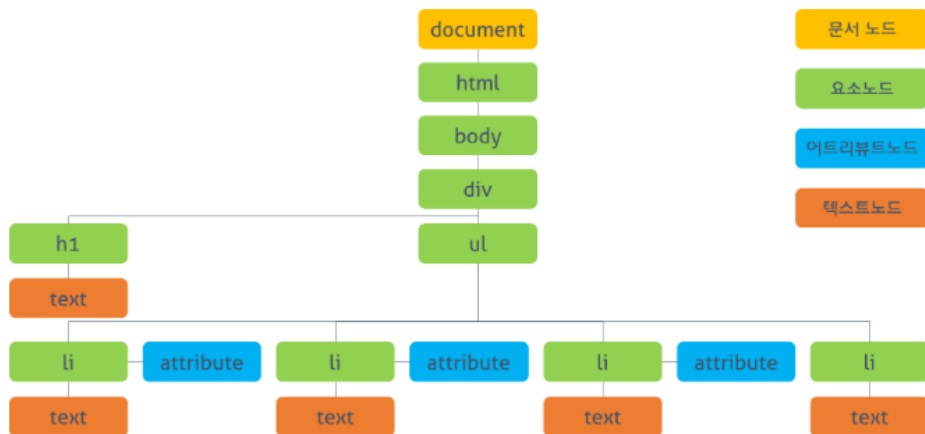 document
문서 노드
html
요소노드
body
어트리뷰트노드
div
텍스트노드
h1
ul
text
li
attribute
li
attribute
li
attribute
li
text
text
text
text